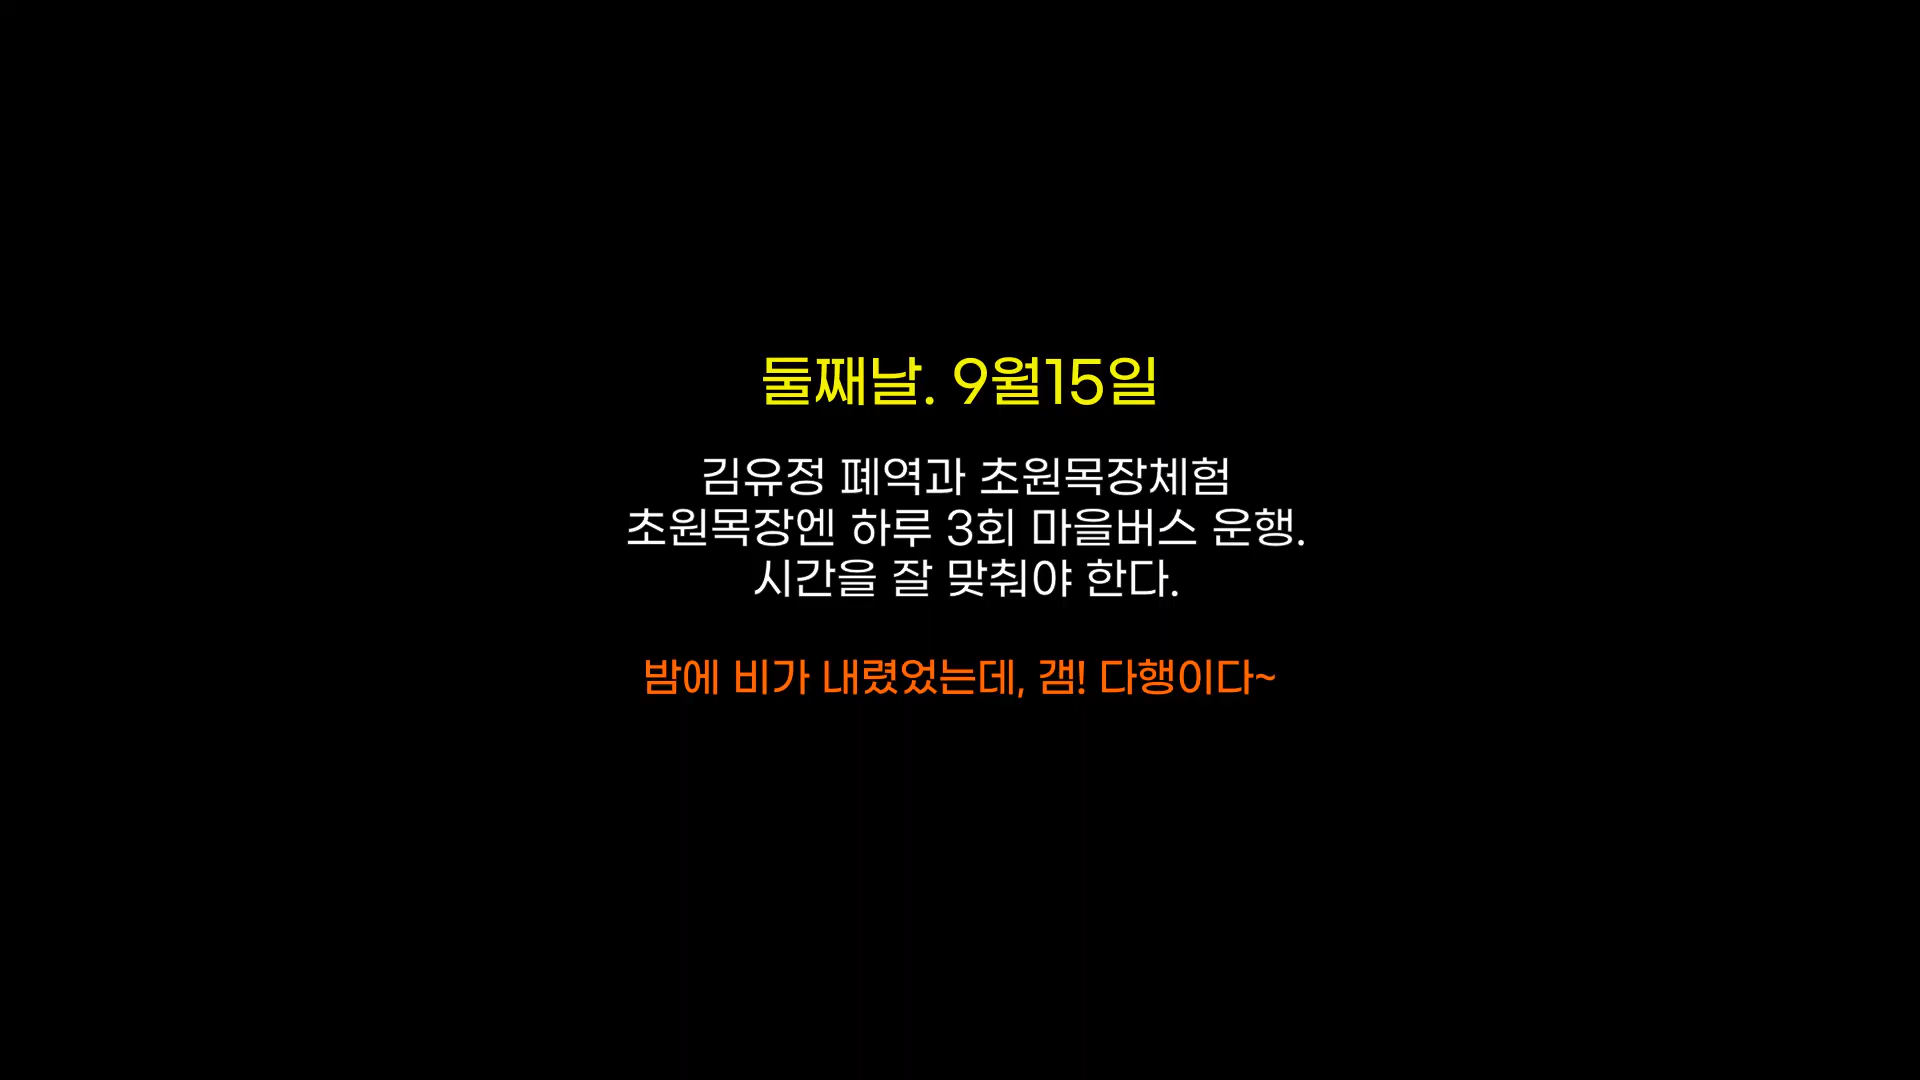 둘째날. 9월15일
김유정 폐역과 초원목장체험
초원목장엔 하루 3회 마을버스 운행.
시간을 잘 맞춰야 한다.
밤에 비가 내렸었는데, 갬! 다행이다~